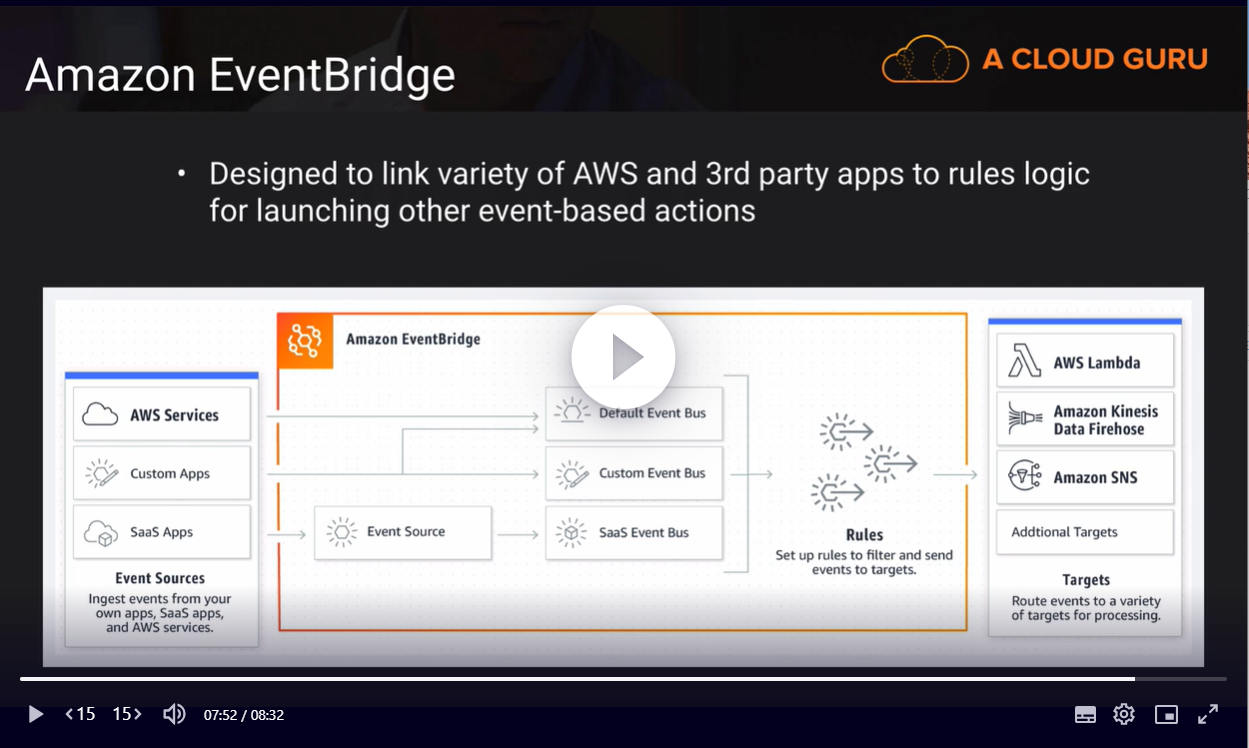 Amazon EventBridge
A CLOUD GURU
• Designed to link variety of AWS and 3rd party apps to rules logic
for launching other event-based actions
Amazon EventBridge
AWS Services
Custom Apps
SaaS Apps
Event Sources
Ingest events from your
own apps, SaaS apps,
and AWS services.
Event Source
Default Event Bus
Custom Event Bus
SaaS Event Bus
Rules
Set up rules to filter and send
events to targets.
AWS Lambda
Amazon Kinesis
Data Firehose
Amazon SNS
Addtional Targets
Targets
Route events to a variety
of targets for processing.
15 15 07:52 / 08:32